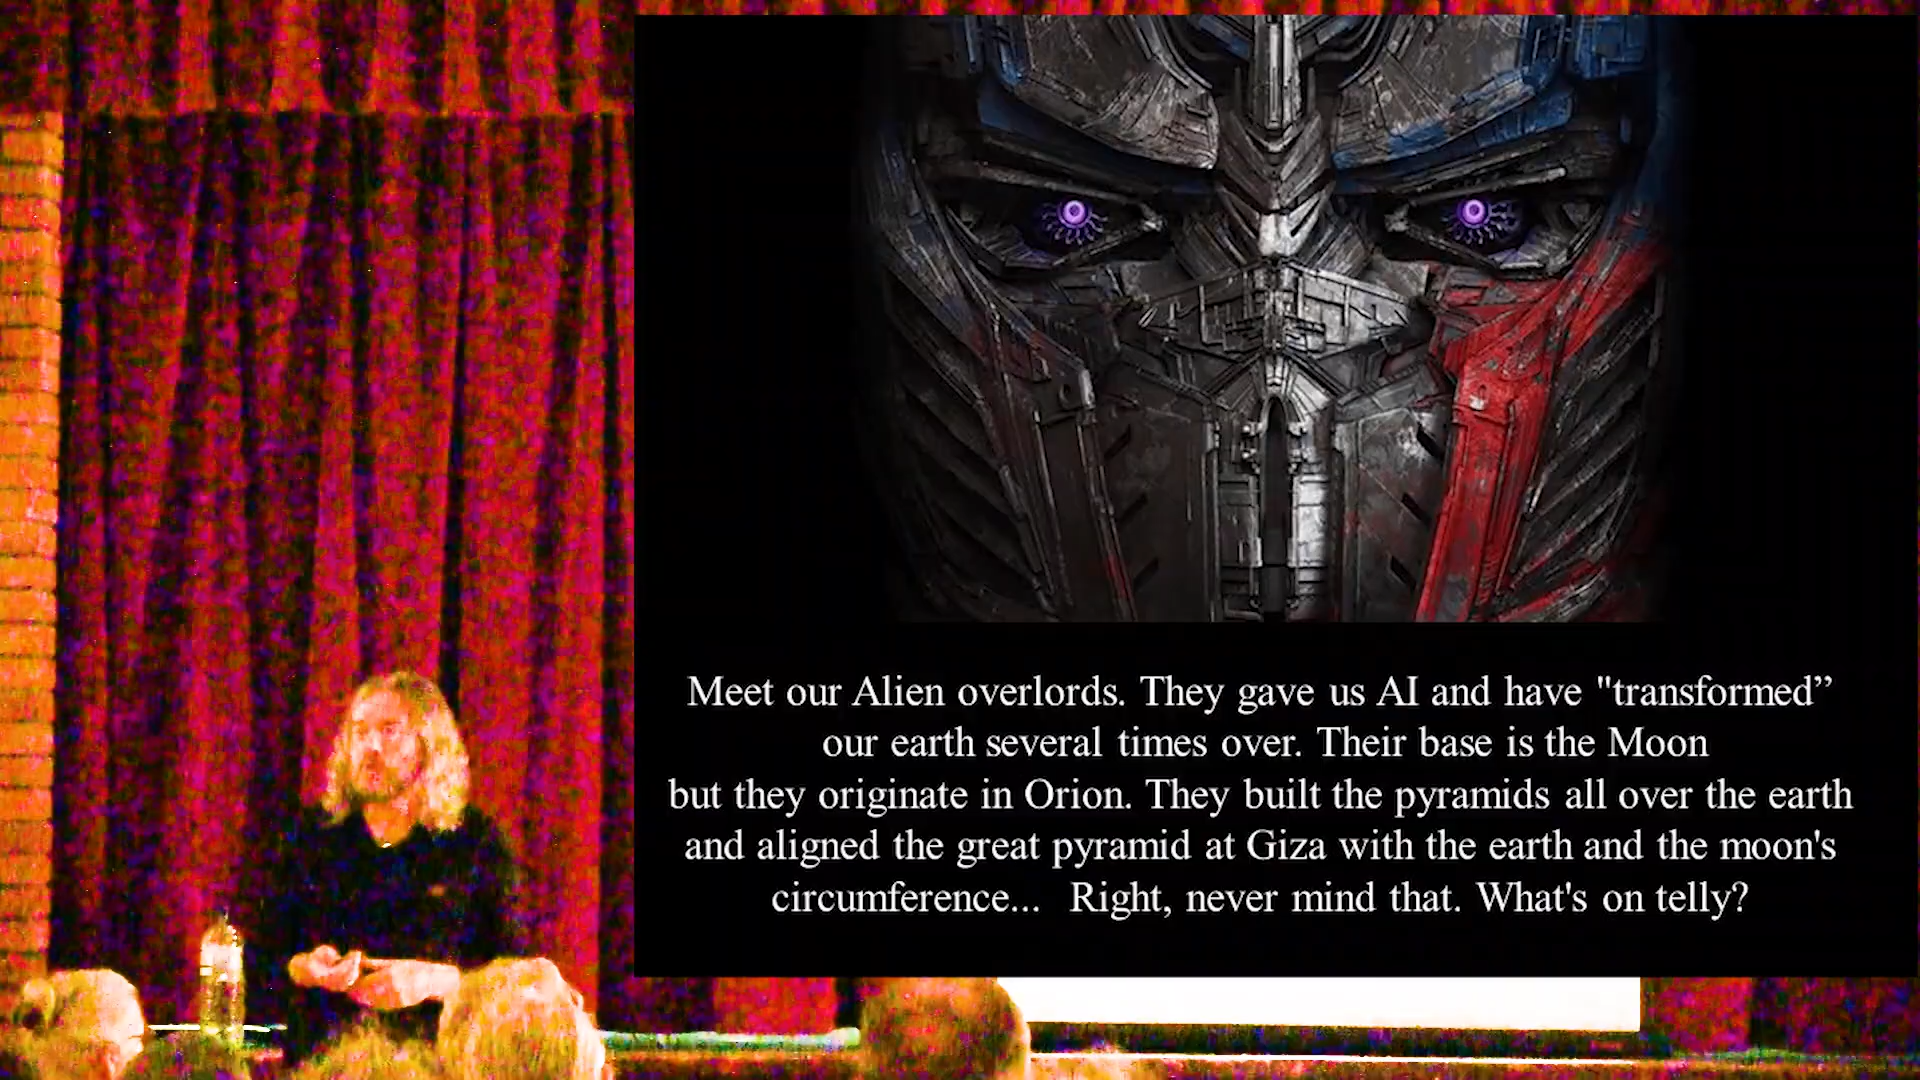 Meet our Alien overlords. They gave us AI and have "transformed”
our earth several times over. Their base is the Moon
but they originate in Orion. They built the pyramids all over the earth
and aligned the great pyramid at Giza with the earth and the moon's
circumference...  Right, never mind that. What's on telly?